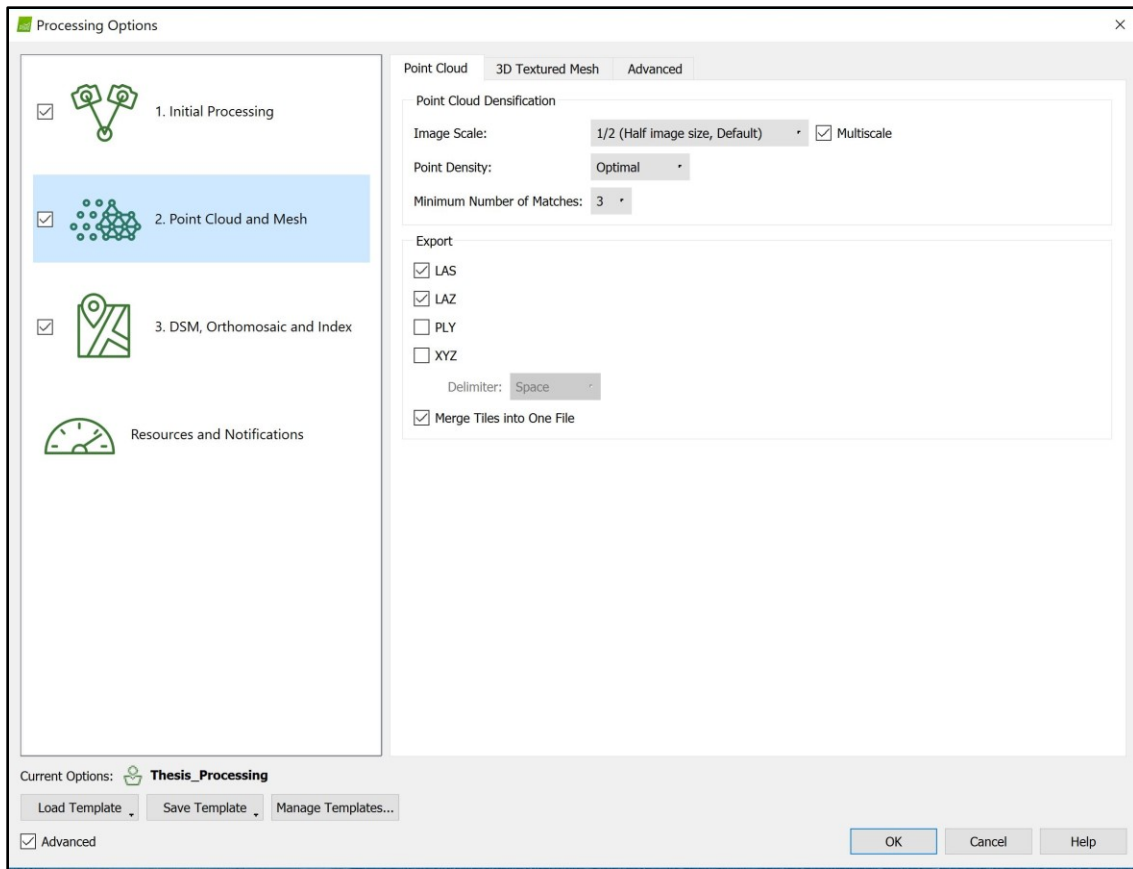 Processing Options
1. Initial Processing
2. Point Cloud and Mesh
3. DSM, Orthomosaic and Index
Resources and Notifications
Point Cloud 3D Textured Mesh Advanced
Point Cloud Densification
Image Scale: 1/2 (Half image size, Default) Multiscale
Point Density: Optimal
Minimum Number of Matches: 3
Export
LAS
LAZ
PLY
XYZ
Delimiter: Space
Merge Tiles into One File
Current Options: Thesis_Processing
Load Template Save Template Manage Templates...
Advanced
OK Cancel Help